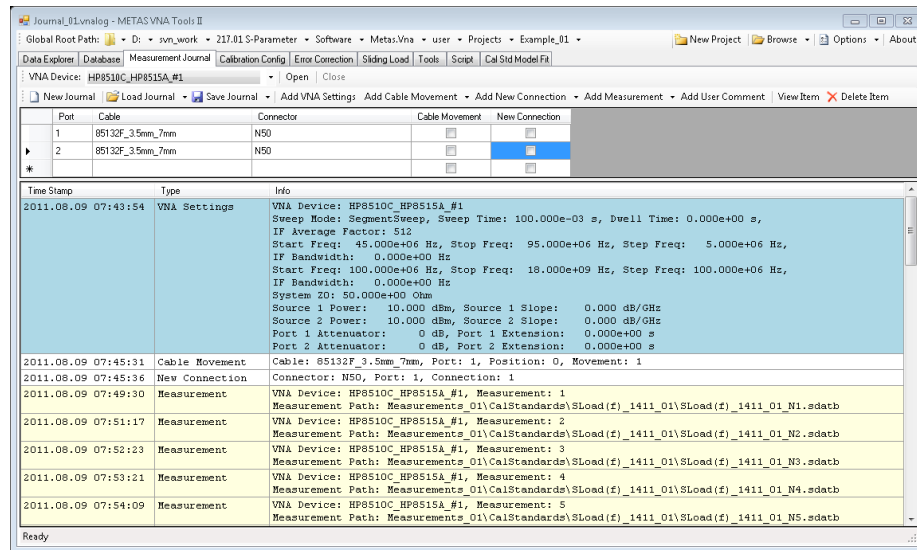 Journal_01.vnalog - METAS VNA Tools II
Global Root Path: D: svn_work 217.01 S-Parameter Software Metas.Vna user Projects Example_01 New Project Browse Options About
Data Explorer Database Measurement Journal Calibration Config Error Correction Sliding Load Tools Script Cal Std Model Fit
VNA Device: HP8510C_HP8515A_#1 Open Close
New Journal Load Journal Save Journal Add VNA Settings Add Cable Movement Add New Connection Add Measurement Add User Comment View Item Delete Item
Port Cable Connector Cable Movement New Connection
1 85132F_3.5mm_7mm N50
2 85132F_3.5mm_7mm N50
Time Stamp Type Info
2011.08.09 07:43:54 VNA Settings VNA Device: HP8510C_HP8515A_#1
Sweep Mode: SegmentSweep, Sweep Time: 100.000e-03 s, Dwell Time: 0.000e+00 s,
IF Average Factor: 512
Start Freq: 45.000e+06 Hz, Stop Freq: 95.000e+06 Hz, Step Freq: 5.000e+06 Hz,
IF Bandwidth: 0.000e+00 Hz
Start Freq: 100.000e+06 Hz, Stop Freq: 18.000e+09 Hz, Step Freq: 100.000e+06 Hz,
IF Bandwidth: 0.000e+00 Hz
System Z0: 50.000e+00 Ohm
Source 1 Power: 10.000 dBm, Source 1 Slope: 0.000 dB/GHz
Source 2 Power: 10.000 dBm, Source 2 Slope: 0.000 dB/GHz
Port 1 Attenuator: 0 dB, Port 1 Extension: 0.000e+00 s
Port 2 Attenuator: 0 dB, Port 2 Extension: 0.000e+00 s
2011.08.09 07:45:31 Cable Movement Cable: 85132F_3.5mm_7mm, Port: 1, Position: 0, Movement: 1
2011.08.09 07:45:36 New Connection Connector: N50, Port: 1, Connection: 1
2011.08.09 07:49:30 Measurement VNA Device: HP8510C_HP8515A_#1, Measurement: 1
Measurement Path: Measurements_01\CalStandards\SLoad(f)_1411_01\SLoad(f)_1411_01_N1.sdatb
2011.08.09 07:51:17 Measurement VNA Device: HP8510C_HP8515A_#1, Measurement: 2
Measurement Path: Measurements_01\CalStandards\SLoad(f)_1411_01\SLoad(f)_1411_01_N2.sdatb
2011.08.09 07:52:23 Measurement VNA Device: HP8510C_HP8515A_#1, Measurement: 3
Measurement Path: Measurements_01\CalStandards\SLoad(f)_1411_01\SLoad(f)_1411_01_N3.sdatb
2011.08.09 07:53:21 Measurement VNA Device: HP8510C_HP8515A_#1, Measurement: 4
Measurement Path: Measurements_01\CalStandards\SLoad(f)_1411_01\SLoad(f)_1411_01_N4.sdatb
2011.08.09 07:54:09 Measurement VNA Device: HP8510C_HP8515A_#1, Measurement: 5
Measurement Path: Measurements_01\CalStandards\SLoad(f)_1411_01\SLoad(f)_1411_01_N5.sdatb
Ready